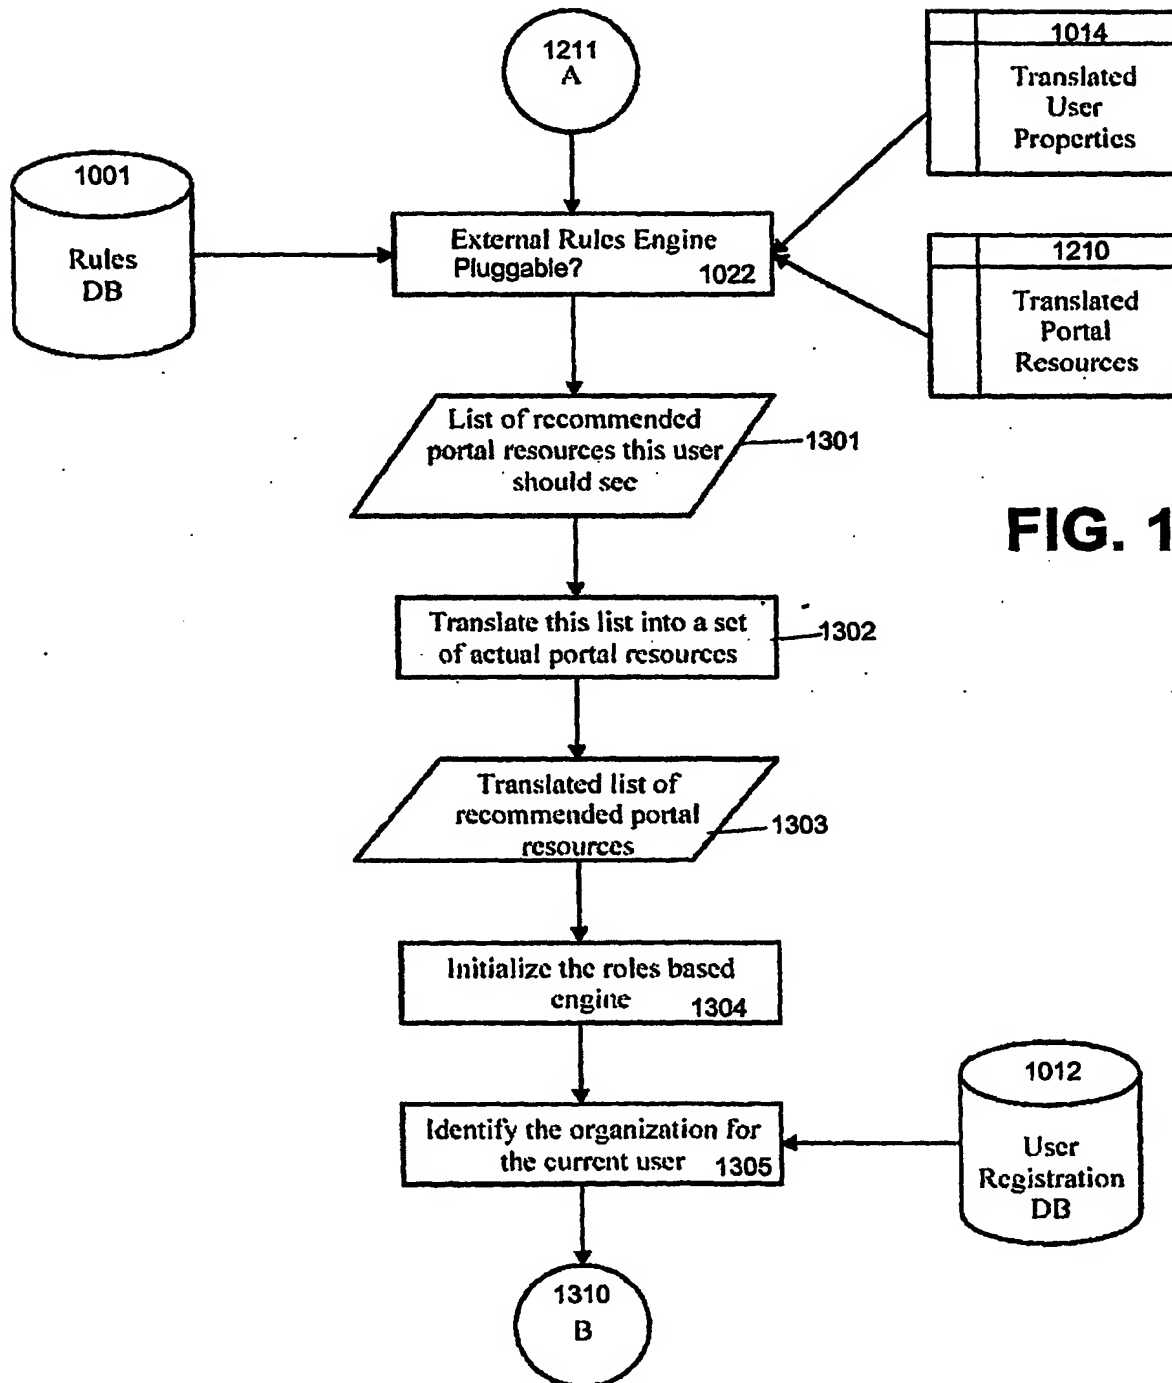 1211
A
1014
Translated
User
Properties
1001
Rules
DB
External Rules Engine
Pluggable?
1022
1210
Translated
Portal
Resources
List of recommended
portal resources this user
should see
1301
FIG. 1
Translate this list into a set
of actual portal resources
1302
Translated list of
recommended portal
resources
1303
Initialize the roles based
engine
1304
Identify the organization for
the current user
1305
1012
User
Registration
DB
1310
B